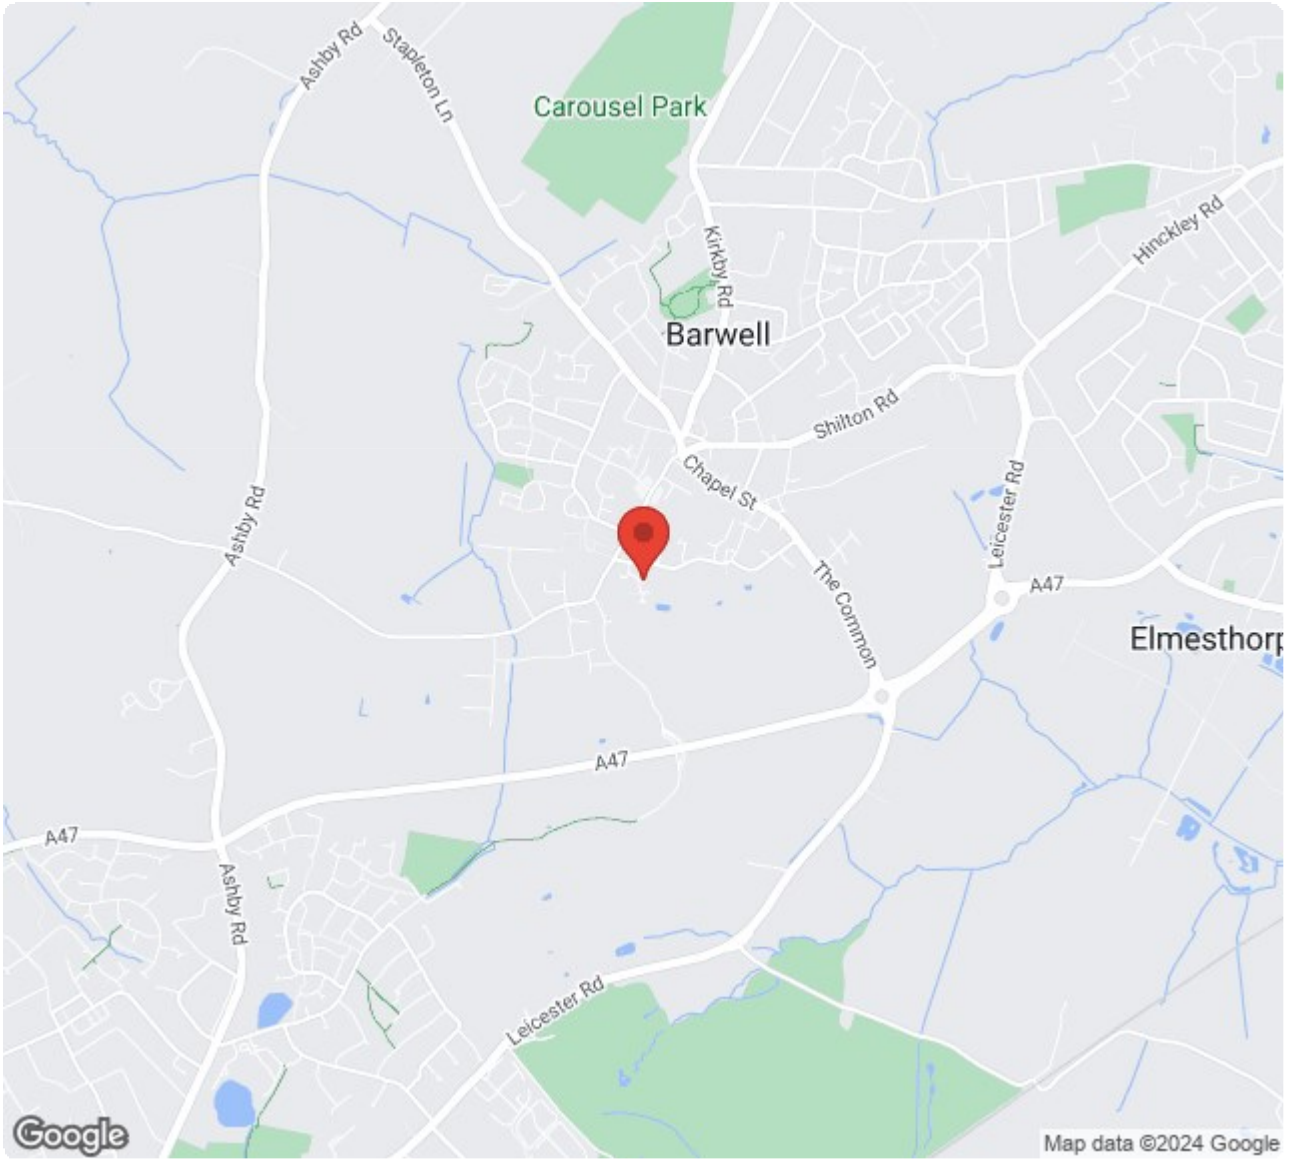 Ashby Rd
Stapleton Ln
Carousel Park
Hinckley Rd
Kirkby Rd
Barwell
Shilton Rd
Chapel St
Leicester Rd
Ashby Rd
The Common
A47
Elmesthorp
A47
A47
Ashby Rd
Leicester Rd
Google
Map data ©2024 Google